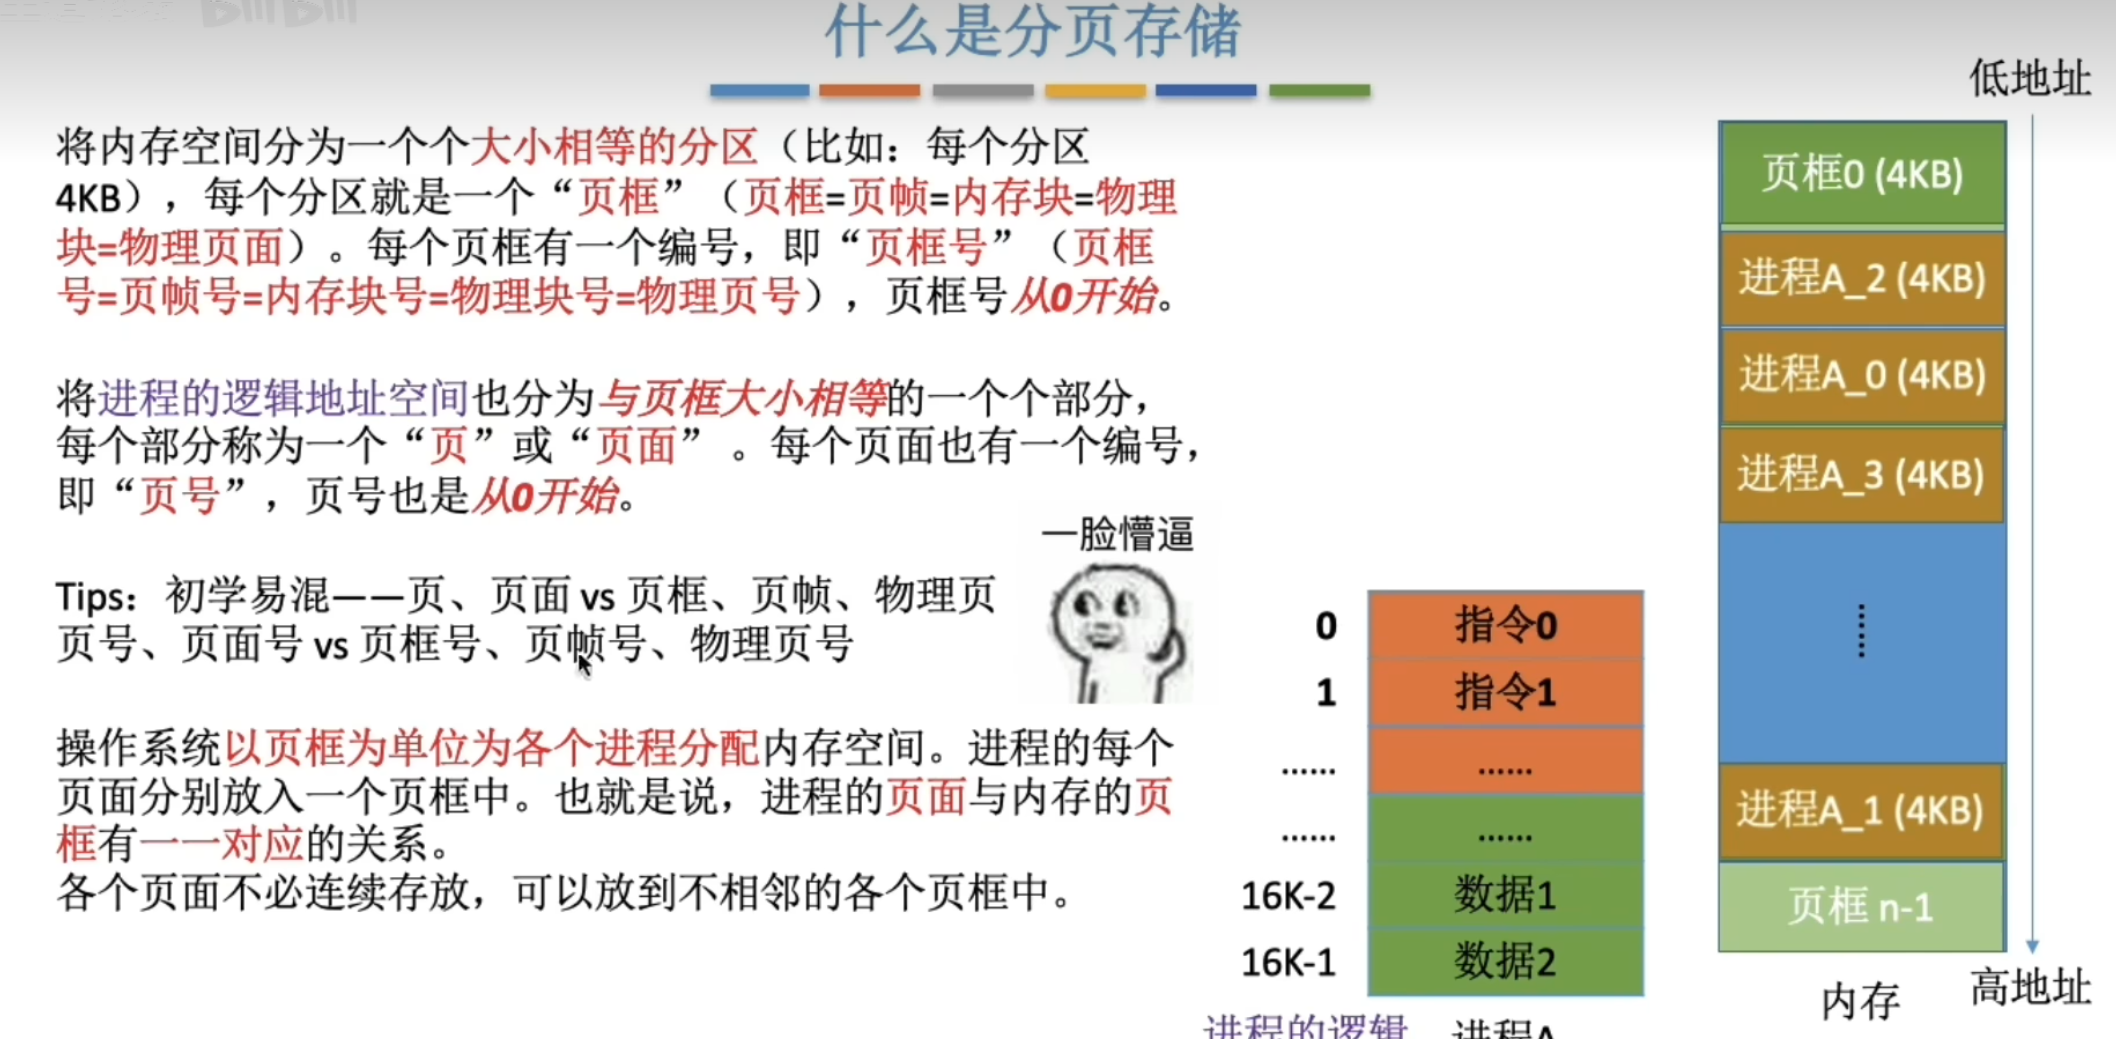 bilibili
什么是分页存储
将内存空间分为一个个大小相等的分区（比如：每个分区
4KB），每个分区就是一个“页框”（页框=页帧=内存块=物理
块=物理页面）。每个页框有一个编号，即“页框号”（页框
号=页帧号=内存块号=物理块号=物理页号），页框号从0开始。
将进程的逻辑地址空间也分为与页框大小相等的一个个部分，
每个部分称为一个“页”或“页面” 。每个页面也有一个编号，
即“页号”，页号也是从0开始。
Tips：初学易混——页、页面 vs 页框、页帧、物理页
页号、页面号 vs 页框号、页帧号、物理页号
操作系统以页框为单位为各个进程分配内存空间。进程的每个
页面分别放入一个页框中。也就是说，进程的页面与内存的页
框有一一对应的关系。
各个页面不必连续存放，可以放到不相邻的各个页框中。
一脸懵逼
0 指令0
1 指令1
...... ......
...... ......
16K-2 数据1
16K-1 数据2
进程的逻辑 进程A
低地址
页框0 (4KB)
进程A_2 (4KB)
进程A_0 (4KB)
进程A_3 (4KB)
......
进程A_1 (4KB)
页框 n-1
内存
高地址